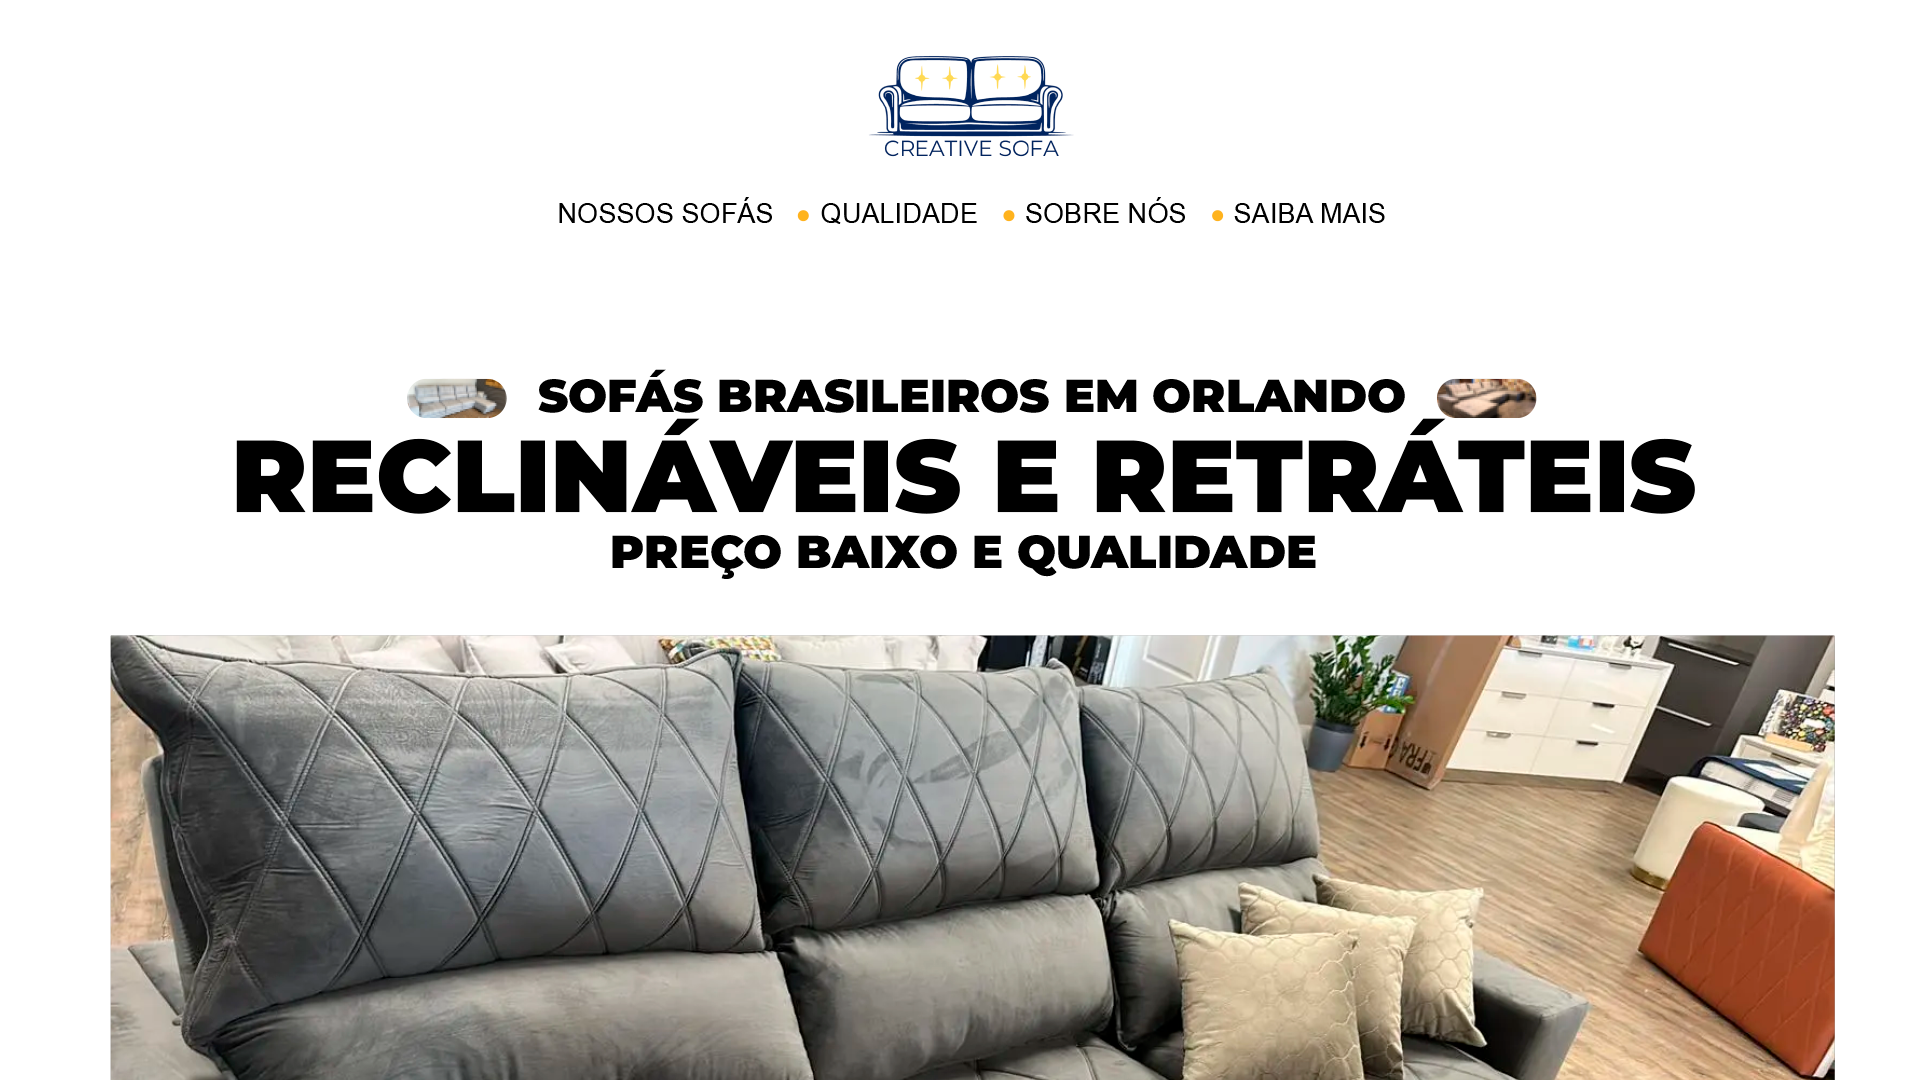 CREATIVE SOFA
NOSSOS SOFÁS • QUALIDADE • SOBRE NÓS • SAIBA MAIS
SOFÁS BRASILEIROS EM ORLANDO
RECLINÁVEIS E RETRÁTEIS
PREÇO BAIXO E QUALIDADE